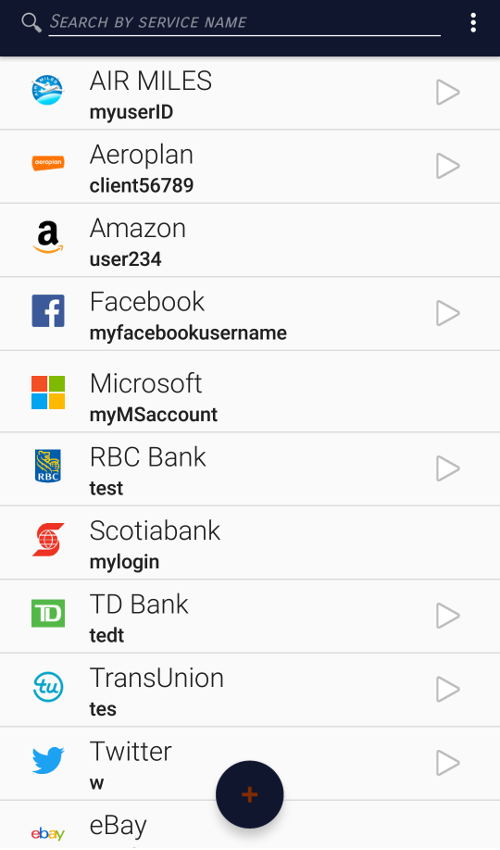 Search by service name
AIR MILES
myuserID
aeroplan
Aeroplan
client56789
a
Amazon
user234
f
Facebook
myfacebookusername
Microsoft
myMSaccount
RBC Bank
RBC
test
Scotiabank
mylogin
TD
TD Bank
tedt
tu
TransUnion
tes
Twitter
w
+
ebay
eBay